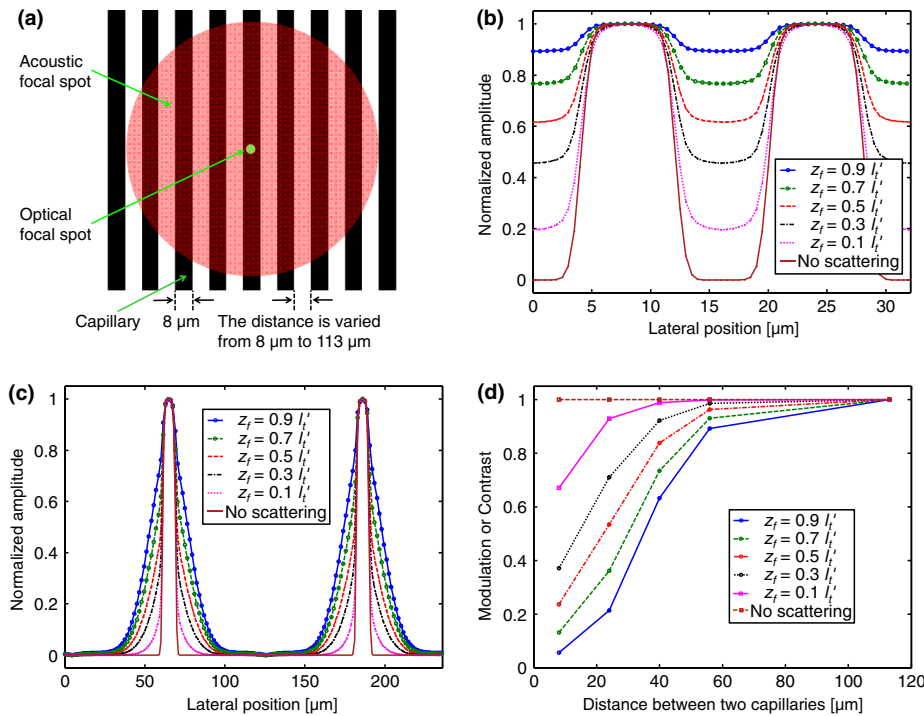 (a)
Acoustic
focal spot
Optical
focal spot
Capillary
8 µm
The distance is varied
from 8 µm to 113 µm
(b)
Normalized amplitude
1
0.8
0.6
0.4
0.2
0
z_f = 0.9 l_t'
z_f = 0.7 l_t'
z_f = 0.5 l_t'
z_f = 0.3 l_t'
z_f = 0.1 l_t'
No scattering
0 5 10 15 20 25 30
Lateral position [µm]
(c)
Normalized amplitude
1
0.8
0.6
0.4
0.2
0
z_f = 0.9 l_t'
z_f = 0.7 l_t'
z_f = 0.5 l_t'
z_f = 0.3 l_t'
z_f = 0.1 l_t'
No scattering
0 50 100 150 200
Lateral position [µm]
(d)
Modulation or Contrast
1
0.8
0.6
0.4
0.2
0
z_f = 0.9 l_t'
z_f = 0.7 l_t'
z_f = 0.5 l_t'
z_f = 0.3 l_t'
z_f = 0.1 l_t'
No scattering
0 20 40 60 80 100 120
Distance between two capillaries [µm]